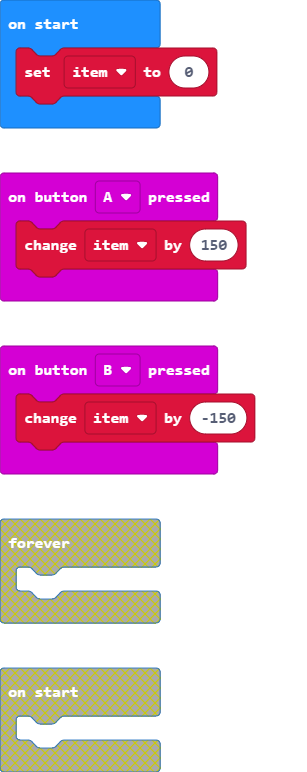 on start
set item to 0
on button A pressed
change item by 150
on button B pressed
change item by -150
forever
on start